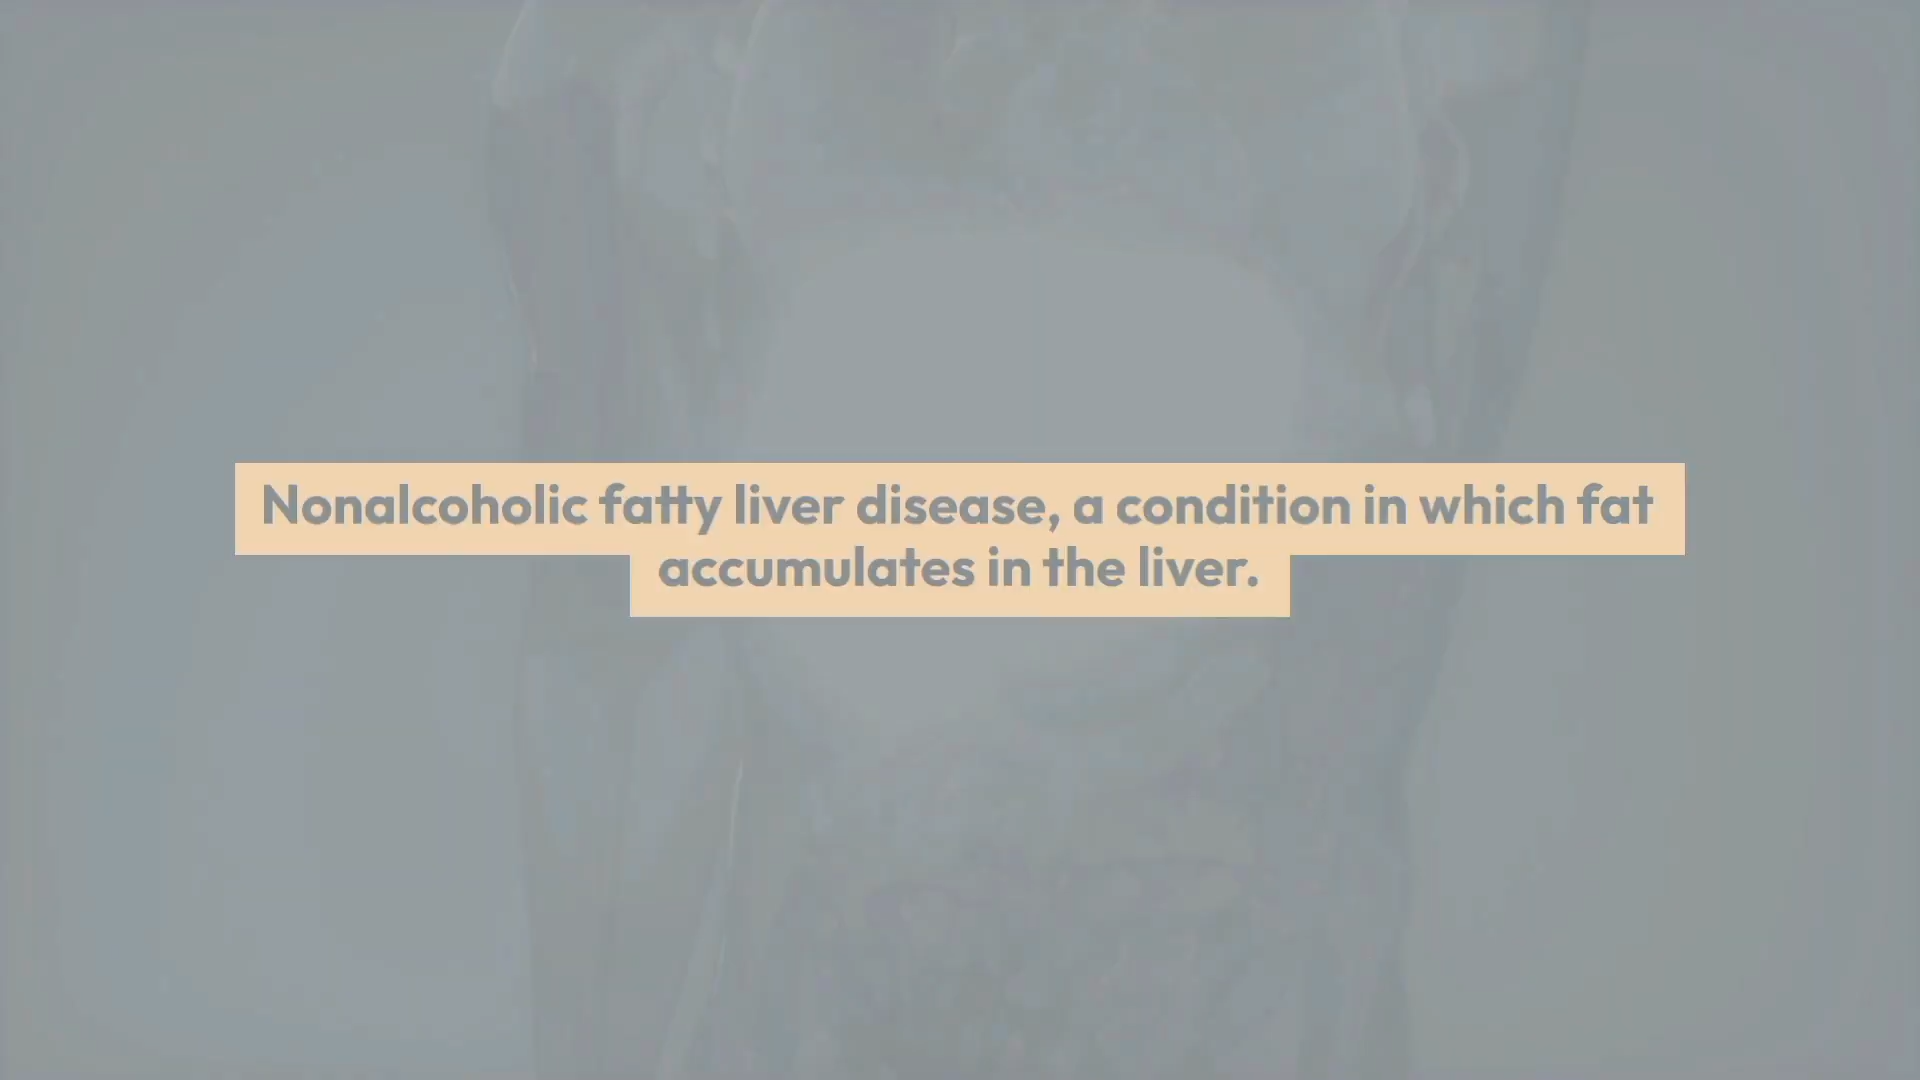 Nonalcoholic fatty liver disease, a condition in which fat
accumulates in the liver.